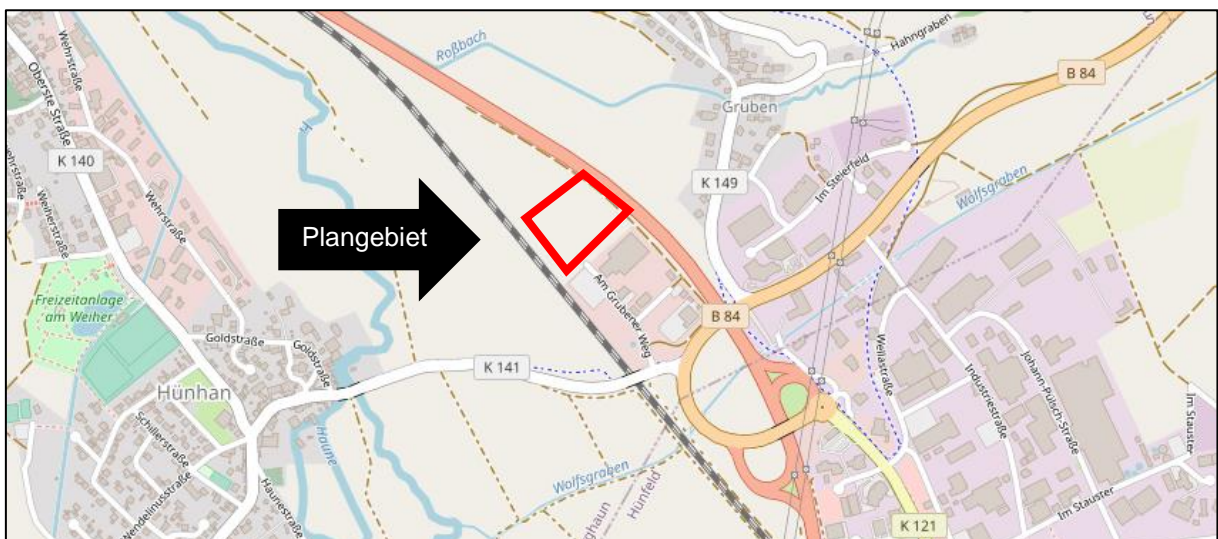 Oberste Straße
Wehrstraße
Roßbach
Hahngraben
B 84
Gruben
K 140
Wehrstraße
Weiherstraße
K 149
Im Steierfeld
Wolfsgraben
Plangebiet
Am Grubener Weg
Freizeitanlage
am Weiher
Goldstraße
Goldstraße
B 84
K 141
Hünhan
Wellastraße
Industriestraße
Johann-Pulsch-Straße
Im Stauster
Schillerstraße
Haune
Wolfsgraben
Wendelinusstraße
Haunestraße
Hünfeld
Im Stauster
K 121